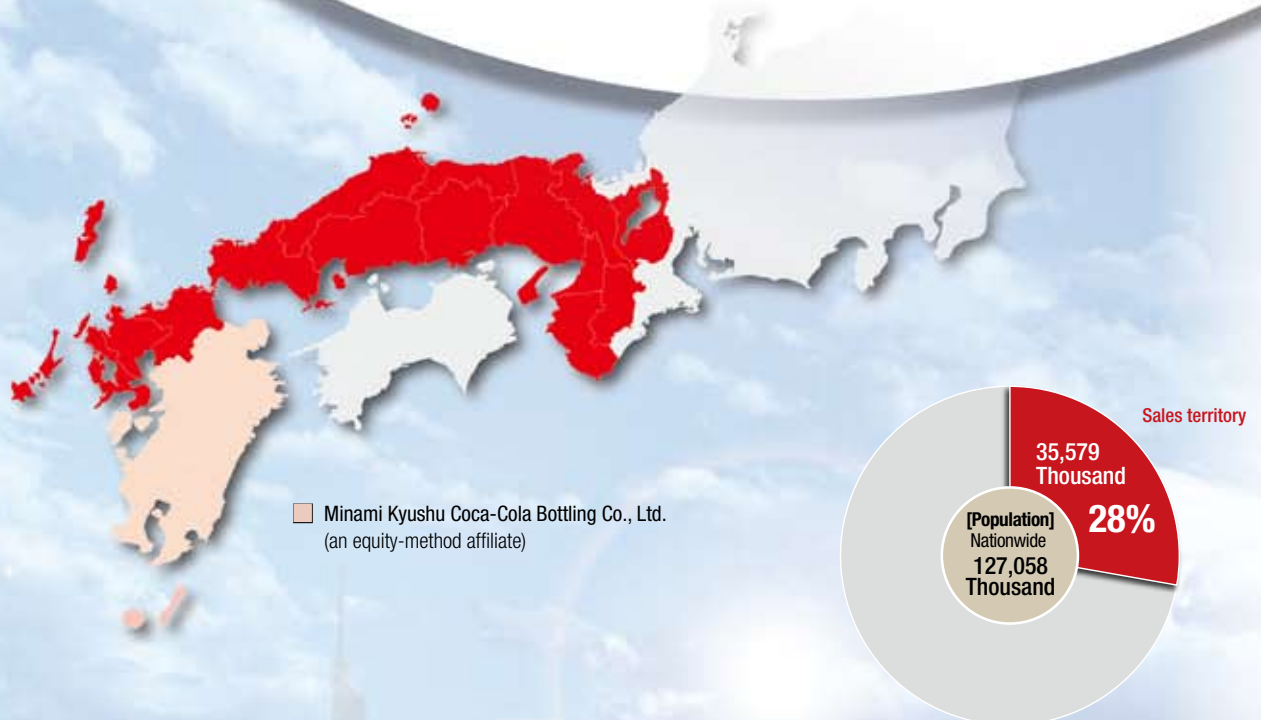 Sales territory
35,579
Thousand
28%
[Population]
Nationwide
127,058
Thousand
Minami Kyushu Coca-Cola Bottling Co., Ltd.
(an equity-method affiliate)